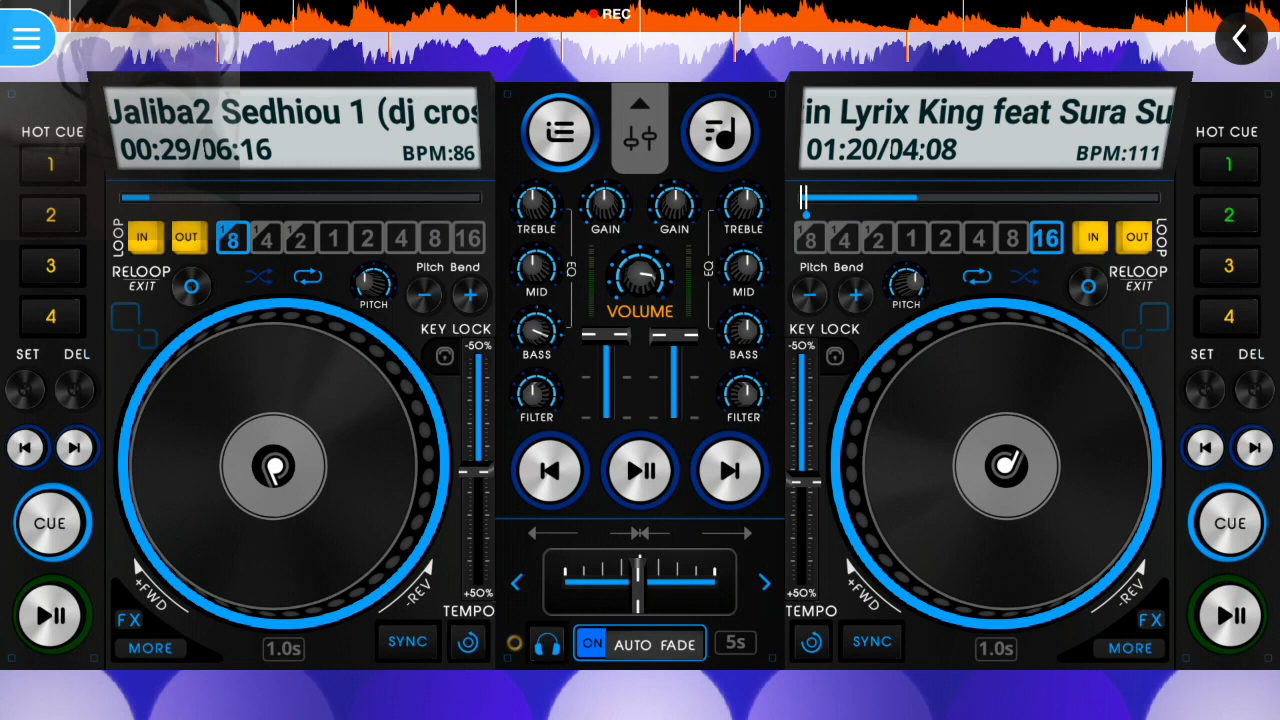 REC
Jaliba2 Sedhiou 1 (dj cros
00:29/06:16
BPM:86
in Lyrix King feat Sura Su
01:20/04:08
BPM:111
HOT CUE
1
2
3
4
SET DEL
CUE
LOOP
IN OUT
1/8 1/4 1/2 1 2 4 8 16
RELOOP
EXIT
PITCH
Pitch Bend
KEY LOCK
-50%
+50%
TEMPO
+FWD
-REV
FX
MORE
1.0s
SYNC
TREBLE
GAIN
GAIN
TREBLE
EQ
EQ
MID
MID
VOLUME
BASS
BASS
FILTER
FILTER
ON AUTO FADE
5s
1/8 1/4 1/2 1 2 4 8 16
IN OUT
LOOP
Pitch Bend
PITCH
RELOOP
EXIT
KEY LOCK
-50%
+50%
TEMPO
+FWD
-REV
FX
MORE
SYNC
1.0s
HOT CUE
1
2
3
4
SET DEL
CUE